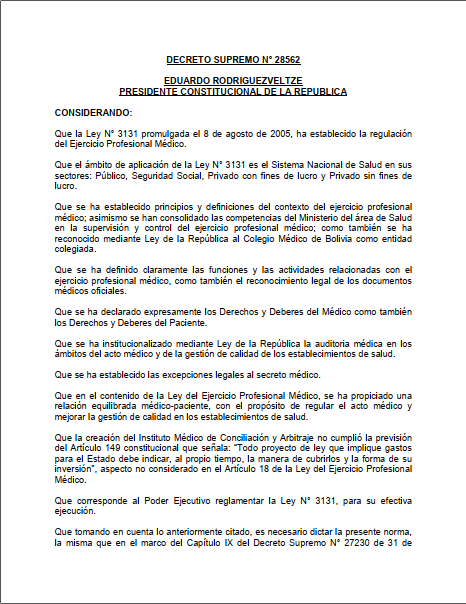 DECRETO SUPREMO N° 28562
EDUARDO RODRIGUEZVELTZE
PRESIDENTE CONSTITUCIONAL DE LA REPUBLICA
CONSIDERANDO:
Que la Ley N° 3131 promulgada el 8 de agosto de 2005, ha establecido la regulación
del Ejercicio Profesional Médico.
Que el ámbito de aplicación de la Ley N° 3131 es el Sistema Nacional de Salud en sus
sectores: Público, Seguridad Social, Privado con fines de lucro y Privado sin fines de
lucro.
Que se ha establecido principios y definiciones del contexto del ejercicio profesional
médico; asimismo se han consolidado las competencias del Ministerio del área de Salud
en la supervisión y control del ejercicio profesional médico; como también se ha
reconocido mediante Ley de la República al Colegio Médico de Bolivia como entidad
colegiada.
Que se ha definido claramente las funciones y las actividades relacionadas con el
ejercicio profesional médico, como también el reconocimiento legal de los documentos
médicos oficiales.
Que se ha declarado expresamente los Derechos y Deberes del Médico como también
los Derechos y Deberes del Paciente.
Que se ha institucionalizado mediante Ley de la República la auditoria médica en los
ámbitos del acto médico y de la gestión de calidad de los establecimientos de salud.
Que se ha establecido las excepciones legales al secreto médico.
Que en el contenido de la Ley del Ejercicio Profesional Médico, se ha propiciado una
relación equilibrada médico-paciente, con el propósito de regular el acto médico y
mejorar la gestión de calidad en los establecimientos de salud.
Que la creación del Instituto Médico de Conciliación y Arbitraje no cumplió la previsión
del Artículo 149 constitucional que señala: "Todo proyecto de ley que implique gastos
para el Estado debe indicar, al propio tiempo, la manera de cubrirlos y la forma de su
inversión", aspecto no considerado en el Artículo 18 de la Ley del Ejercicio Profesional
Médico.
Que corresponde al Poder Ejecutivo reglamentar la Ley N° 3131, para su efectiva
ejecución.
Que tomando en cuenta lo anteriormente citado, es necesario dictar la presente norma,
la misma que en el marco del Capítulo IX del Decreto Supremo N° 27230 de 31 de